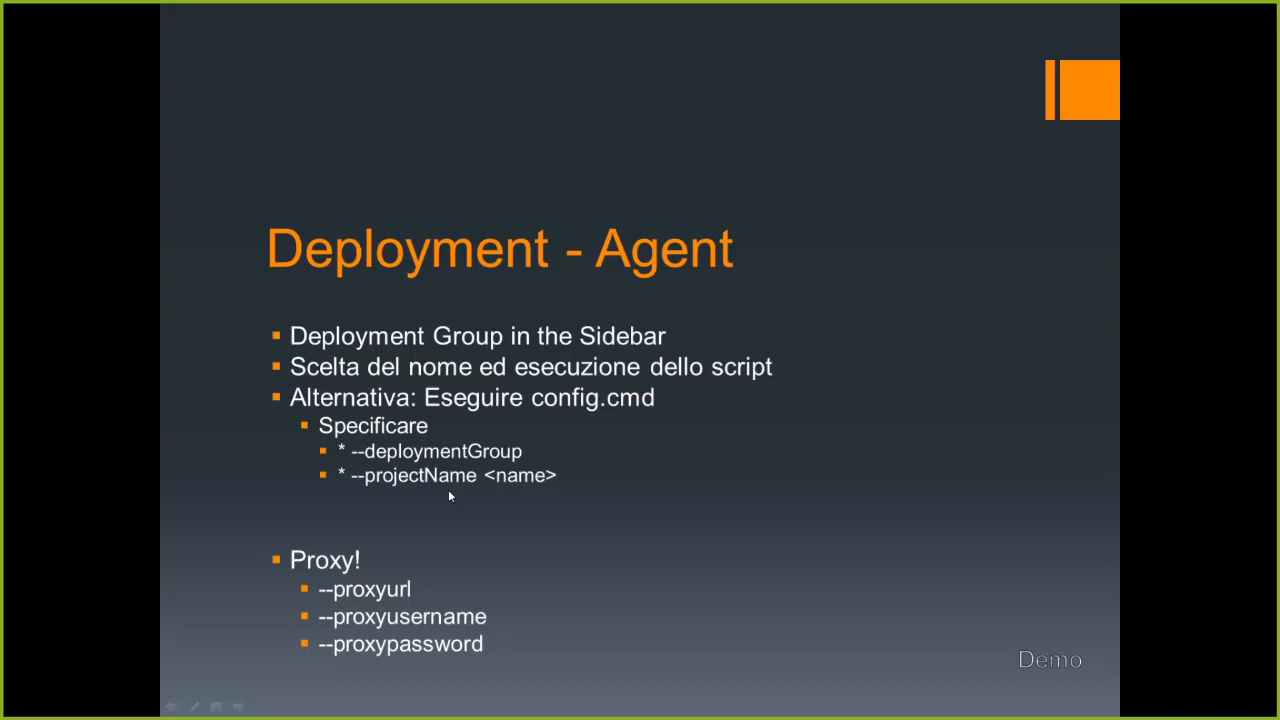 Deployment - Agent
Deployment Group in the Sidebar
Scelta del nome ed esecuzione dello script
Alternativa: Eseguire config.cmd
Specificare
* --deploymentGroup
* --projectName <name>
Proxy!
--proxyurl
--proxyusername
--proxypassword
Demo